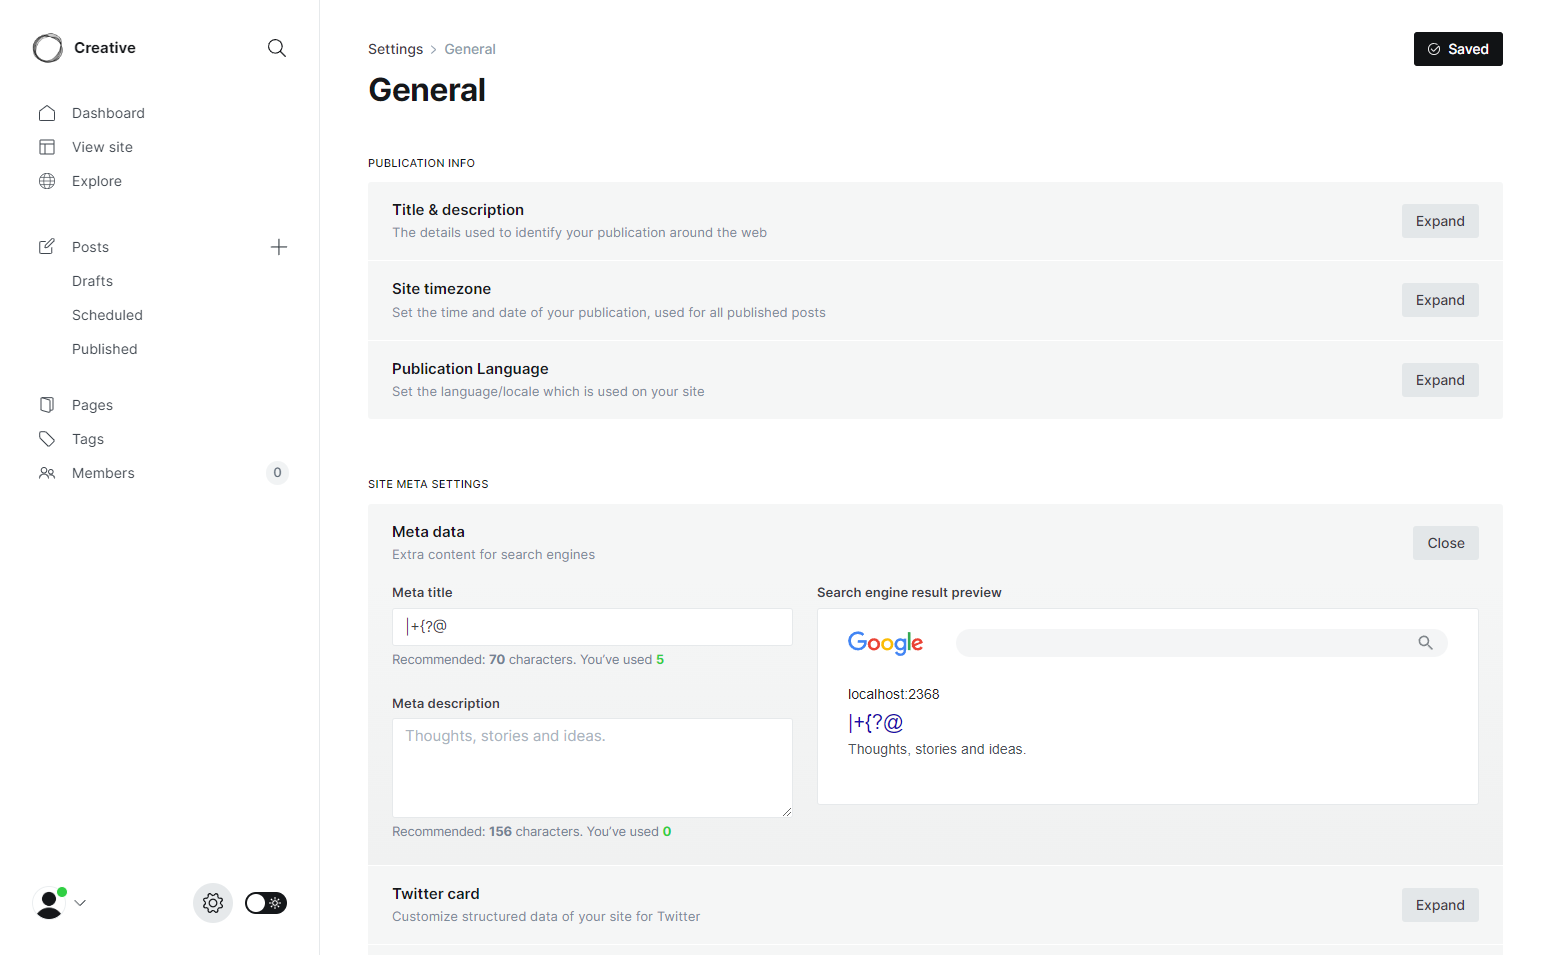 Creative
Dashboard
View site
Explore
Posts
Drafts
Scheduled
Published
Pages
Tags
Members 0
Settings General
Saved
General
PUBLICATION INFO
Title & description
The details used to identify your publication around the web
Expand
Site timezone
Set the time and date of your publication, used for all published posts
Expand
Publication Language
Set the language/locale which is used on your site
Expand
SITE META SETTINGS
Meta data
Extra content for search engines
Close
Meta title
|+{?@
Recommended: 70 characters. You've used 5
Meta description
Thoughts, stories and ideas.
Recommended: 156 characters. You've used 0
Search engine result preview
Google
localhost:2368
|+{?@
Thoughts, stories and ideas.
Twitter card
Customize structured data of your site for Twitter
Expand